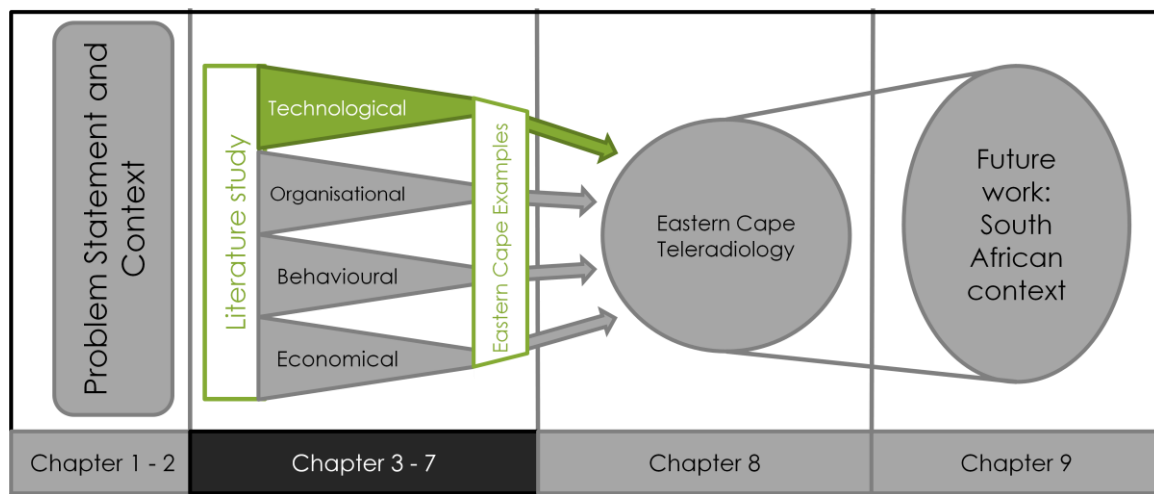 Problem Statement and
Context
Literature study
Technological
Organisational
Behavioural
Economical
Eastern Cape Examples
Eastern Cape
Teleradiology
Future
work:
South
African
context
Chapter 1 - 2
Chapter 3 - 7
Chapter 8
Chapter 9